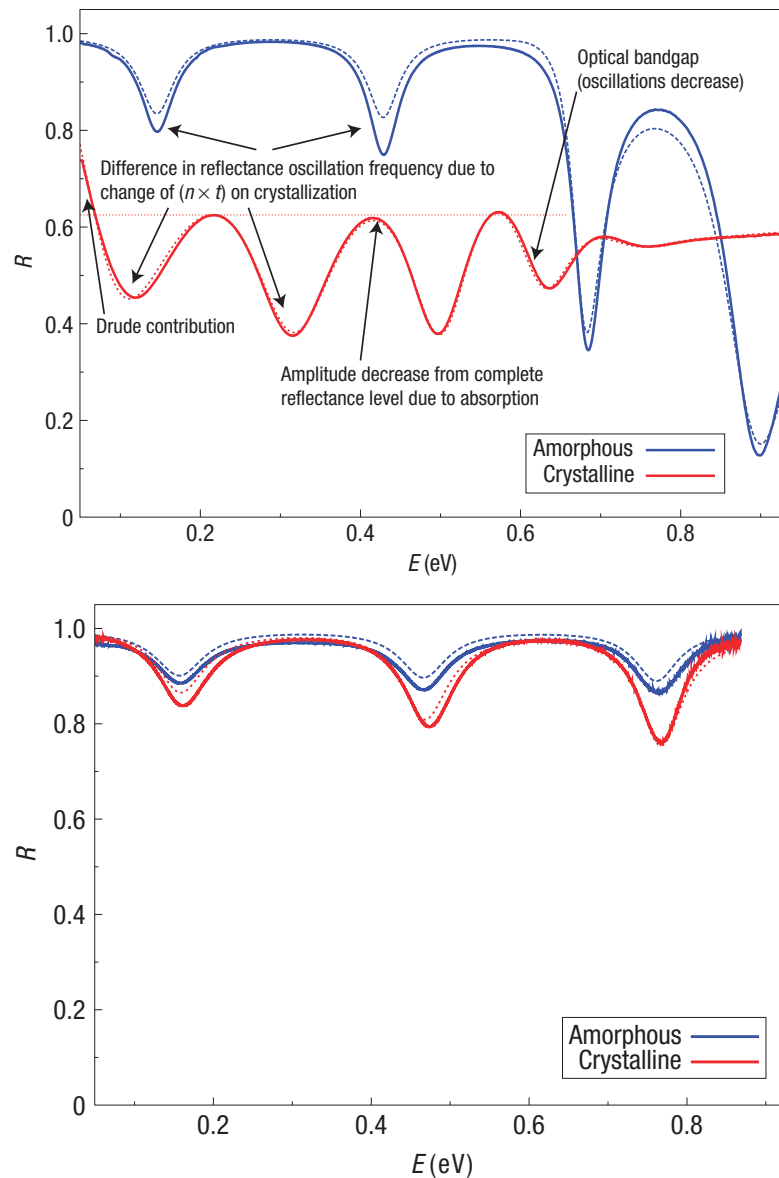 1.0
0.8
0.6
0.4
0.2
0
R
Optical bandgap
(oscillations decrease)
Difference in reflectance oscillation frequency due to
change of (n × t) on crystallization
Drude contribution
Amplitude decrease from complete
reflectance level due to absorption
Amorphous
Crystalline
0.2 0.4 0.6 0.8
E (eV)
1.0
0.8
1.0
0.4
0.2
0
R
Amorphous
Crystalline
0.2 0.4 0.6 0.8
E (eV)